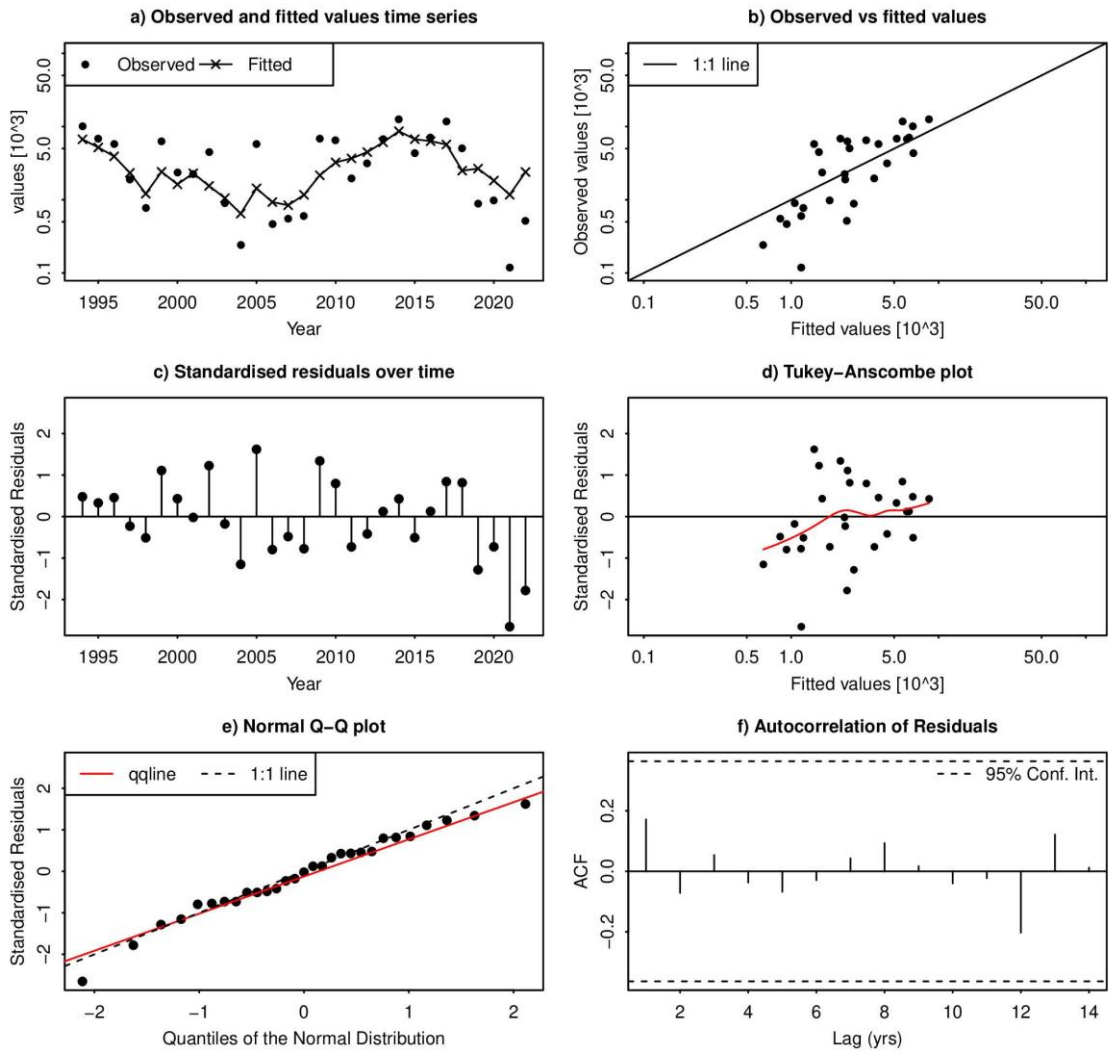 a) Observed and fitted values time series
Observed Fitted
values [10^3]
50.0
5.0
0.5
0.1
1995 2000 2005 2010 2015 2020
Year
b) Observed vs fitted values
1:1 line
Observed values [10^3]
50.0
5.0
0.5
0.1
0.1 0.5 1.0 5.0 50.0
Fitted values [10^3]
c) Standardised residuals over time
Standardised Residuals
2
1
0
−1
−2
1995 2000 2005 2010 2015 2020
Year
d) Tukey−Anscombe plot
Standardised Residuals
2
1
0
−1
−2
0.1 0.5 1.0 5.0 50.0
Fitted values [10^3]
e) Normal Q−Q plot
qqline 1:1 line
Standardised Residuals
2
1
0
−1
−2
−2 −1 0 1 2
Quantiles of the Normal Distribution
f) Autocorrelation of Residuals
95% Conf. Int.
ACF
0.2
0.0
−0.2
2 4 6 8 10 12 14
Lag (yrs)